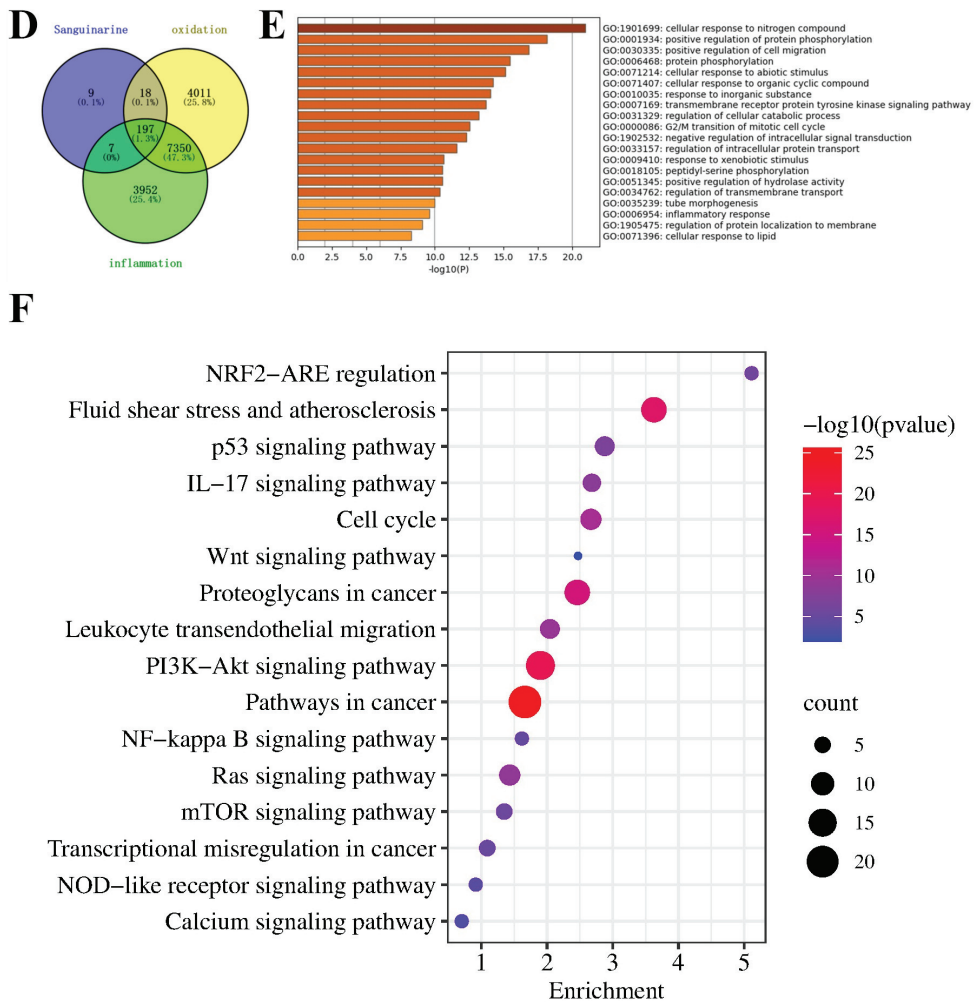 D
Sanguinarine
oxidation
9
(0.1%)
18
(0.1%)
4011
(25.8%)
197
(1.3%)
7
(0%)
7350
(47.3%)
3952
(25.4%)
inflammation
E
GO:1901699: cellular response to nitrogen compound
GO:0001934: positive regulation of protein phosphorylation
GO:0030335: positive regulation of cell migration
GO:0006468: protein phosphorylation
GO:0071214: cellular response to abiotic stimulus
GO:0071407: cellular response to organic cyclic compound
GO:0010035: response to inorganic substance
GO:0007169: transmembrane receptor protein tyrosine kinase signaling pathway
GO:0031329: regulation of cellular catabolic process
GO:0000086: G2/M transition of mitotic cell cycle
GO:1902532: negative regulation of intracellular signal transduction
GO:0033157: regulation of intracellular protein transport
GO:0009410: response to xenobiotic stimulus
GO:0018105: peptidyl-serine phosphorylation
GO:0051345: positive regulation of hydrolase activity
GO:0034762: regulation of transmembrane transport
GO:0035239: tube morphogenesis
GO:0006954: inflammatory response
GO:1905475: regulation of protein localization to membrane
GO:0071396: cellular response to lipid
0.0 2.5 5.0 7.5 10.0 12.5 15.0 17.5 20.0
-log10(P)
F
NRF2−ARE regulation
Fluid shear stress and atherosclerosis
p53 signaling pathway
IL−17 signaling pathway
Cell cycle
Wnt signaling pathway
Proteoglycans in cancer
Leukocyte transendothelial migration
PI3K−Akt signaling pathway
Pathways in cancer
NF−kappa B signaling pathway
Ras signaling pathway
mTOR signaling pathway
Transcriptional misregulation in cancer
NOD−like receptor signaling pathway
Calcium signaling pathway
1 2 3 4 5
Enrichment
−log10(pvalue)
25
20
15
10
5
count
5
10
15
20